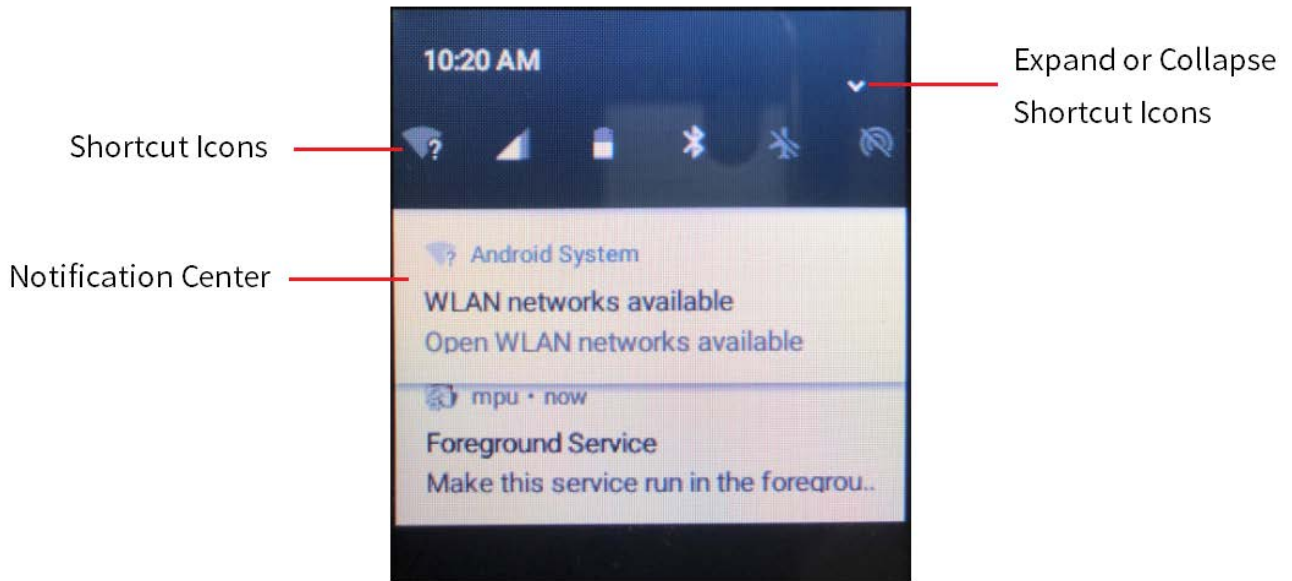 10:20 AM
Expand or Collapse
Shortcut Icons
Shortcut Icons
Notification Center
Android System
WLAN networks available
Open WLAN networks available
mpu • now
Foreground Service
Make this service run in the foregrou..